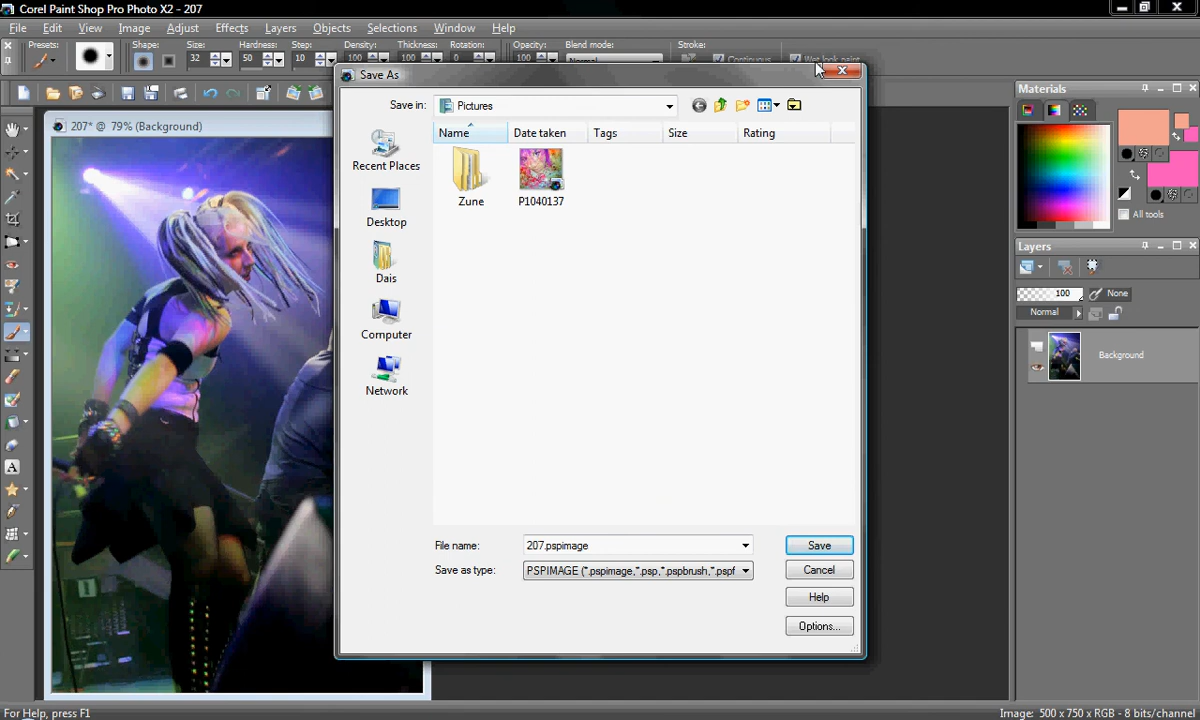 Corel Paint Shop Pro Photo X2 - 207
File Edit View Image Adjust Effects Layers Objects Selections Window Help
Presets: Shape: Size: Hardness: Step: Density: Thickness: Rotation: Opacity: Blend mode: Stroke:
32 50 10 100 100 0 100 Normal Continuous Wet look paint
Save As
Save in: Pictures
Name Date taken Tags Size Rating
Recent Places
Desktop
Dais
Computer
Network
Zune
P1040137
File name: 207.pspimage
Save as type: PSPIMAGE (*.pspimage,*.psp,*.pspbrush,*.pspf
Save
Cancel
Help
Options...
207* @ 79% (Background)
A
Materials
All tools
Layers
100 None
Normal
Background
For Help, press F1
Image: 500 x 750 x RGB - 8 bits/channel